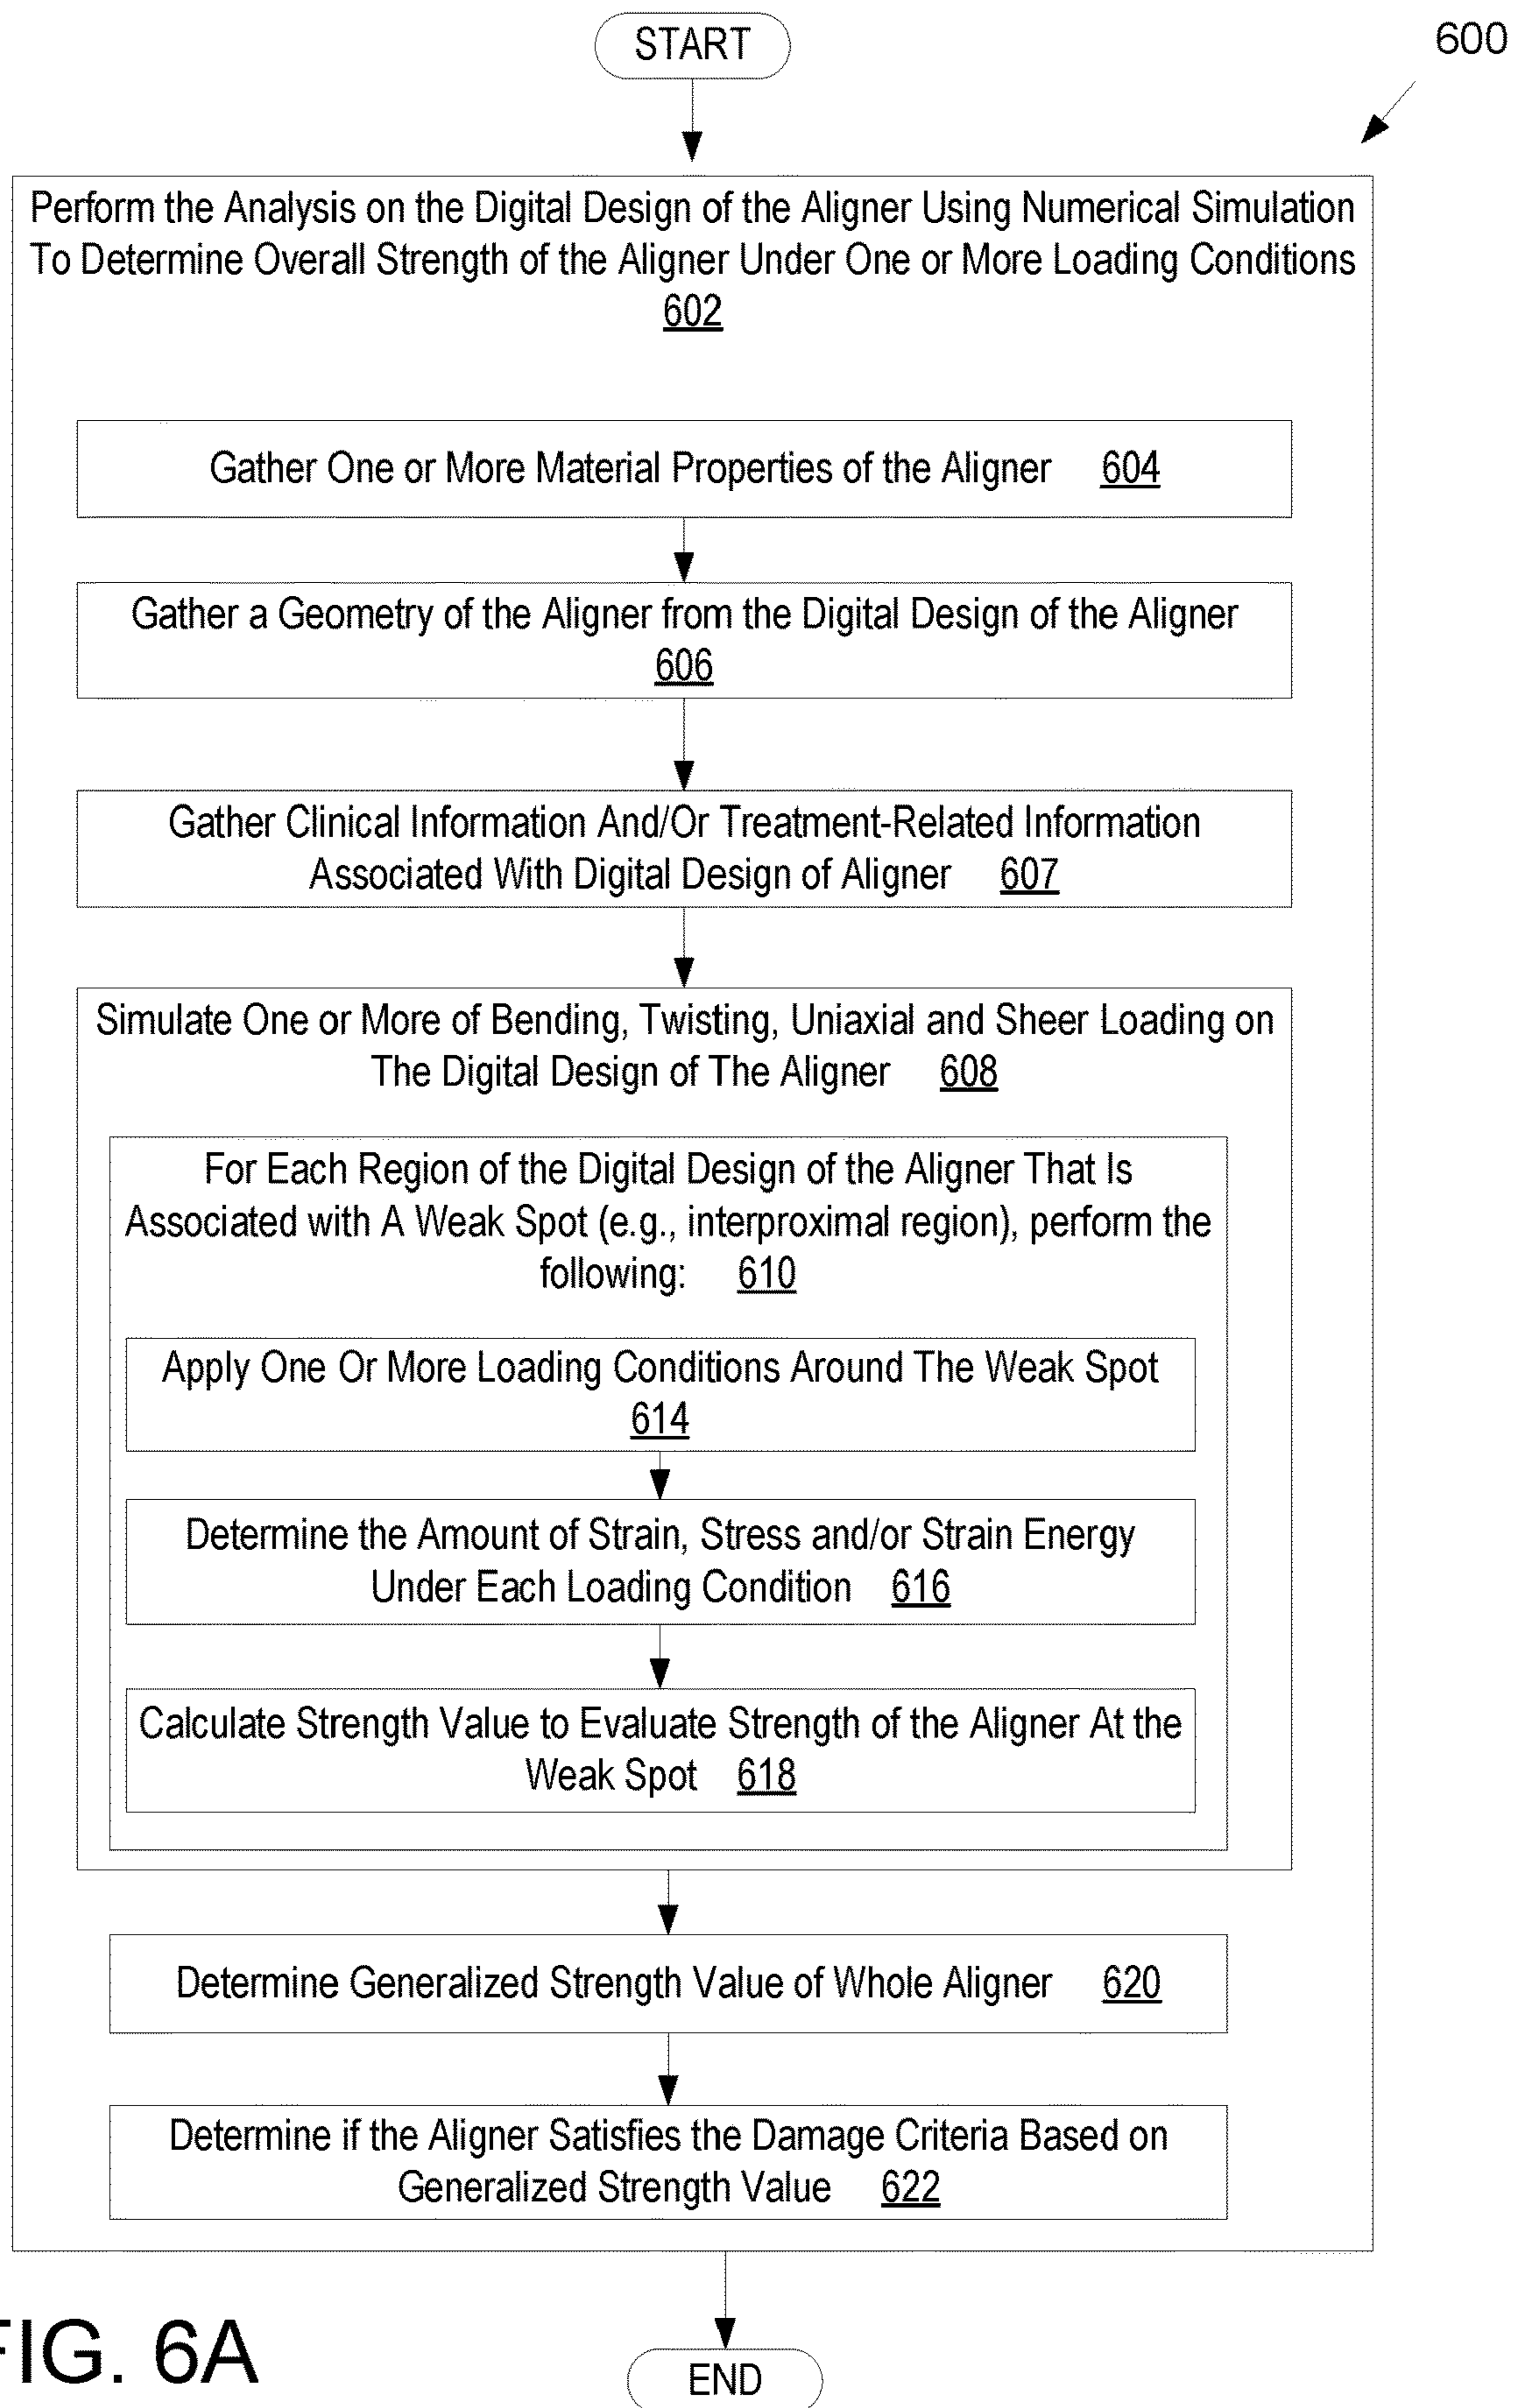 START
600
Perform the Analysis on the Digital Design of the Aligner Using Numerical Simulation
To Determine Overall Strength of the Aligner Under One or More Loading Conditions
602
Gather One or More Material Properties of the Aligner 604
Gather a Geometry of the Aligner from the Digital Design of the Aligner
606
Gather Clinical Information And/Or Treatment-Related Information
Associated With Digital Design of Aligner 607
Simulate One or More of Bending, Twisting, Uniaxial and Sheer Loading on
The Digital Design of The Aligner 608
For Each Region of the Digital Design of the Aligner That Is
Associated with A Weak Spot (e.g., interproximal region), perform the
following: 610
Apply One Or More Loading Conditions Around The Weak Spot
614
Determine the Amount of Strain, Stress and/or Strain Energy
Under Each Loading Condition 616
Calculate Strength Value to Evaluate Strength of the Aligner At the
Weak Spot 618
Determine Generalized Strength Value of Whole Aligner 620
Determine if the Aligner Satisfies the Damage Criteria Based on
Generalized Strength Value 622
FIG. 6A
END